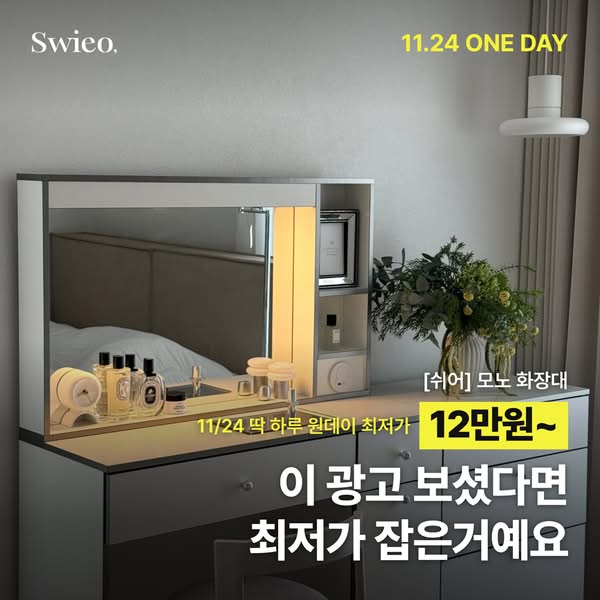 Swieo,
11.24 ONE DAY
[쉬어] 모노 화장대
11/24 딱 하루 원데이 최저가 12만원~
이 광고 보셨다면
최저가 잡은거예요